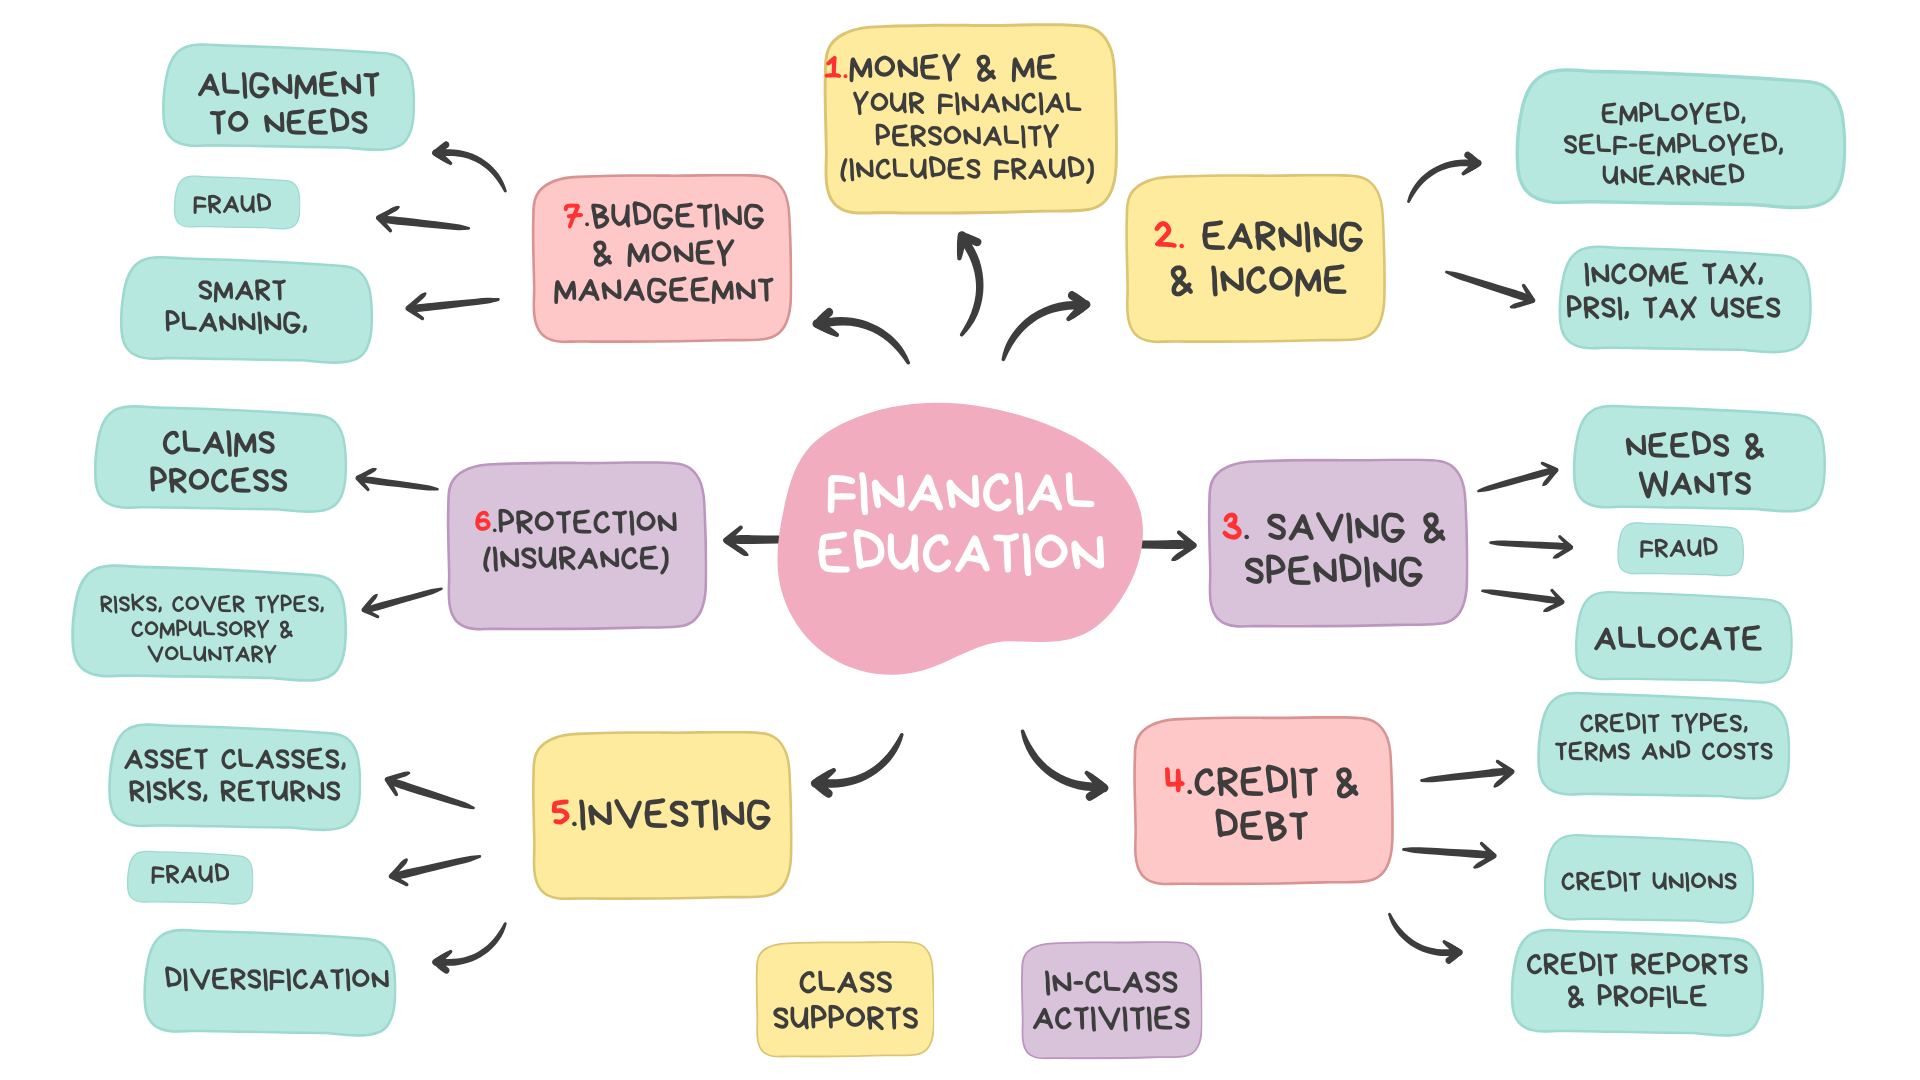 1.MONEY & ME
YOUR FINANCIAL
PERSONALITY
(INCLUDES FRAUD)
2. EARNING
& INCOME
EMPLOYED,
SELF-EMPLOYED,
UNEARNED
INCOME TAX,
PRSI, TAX USES
FINANCIAL
EDUCATION
3. SAVING &
SPENDING
NEEDS &
WANTS
FRAUD
ALLOCATE
4.CREDIT &
DEBT
CREDIT TYPES,
TERMS AND COSTS
CREDIT UNIONS
CREDIT REPORTS
& PROFILE
5.INVESTING
ASSET CLASSES,
RISKS, RETURNS
FRAUD
DIVERSIFICATION
6.PROTECTION
(INSURANCE)
CLAIMS
PROCESS
RISKS, COVER TYPES,
COMPULSORY &
VOLUNTARY
7.BUDGETING
& MONEY
MANAGEEMNT
ALIGNMENT
TO NEEDS
FRAUD
SMART
PLANNING,
CLASS
SUPPORTS
IN-CLASS
ACTIVITIES